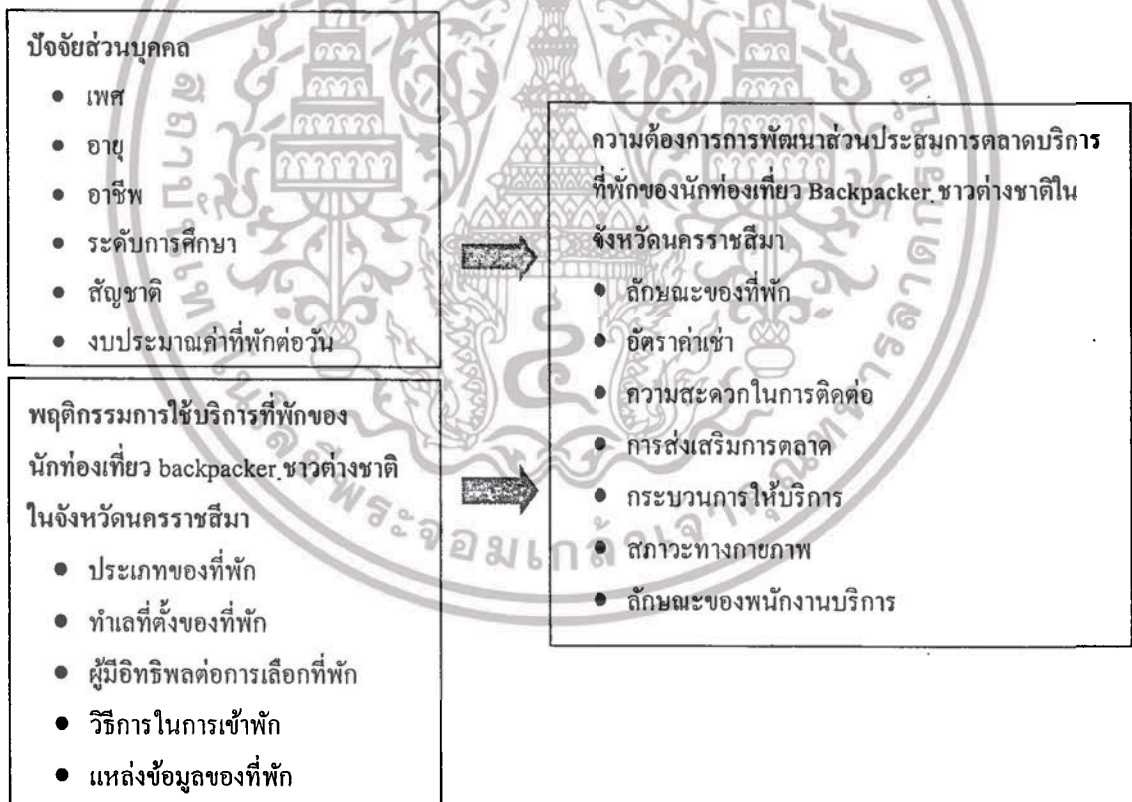 ปัจจัยส่วนบุคคล
● เพศ
● อายุ
● อาชีพ
● ระดับการศึกษา
● สัญชาติ
● งบประมาณค่าที่พักต่อวัน
พฤติกรรมการใช้บริการที่พักของ
นักท่องเที่ยว backpacker ชาวต่างชาติ
ในจังหวัดนครราชสีมา
● ประเภทของที่พัก
● ทำเลที่ตั้งของที่พัก
● ผู้มีอิทธิพลต่อการเลือกที่พัก
● วิธีการในการเข้าพัก
● แหล่งข้อมูลของที่พัก
ความต้องการการพัฒนาส่วนประสมการตลาดบริการ
ที่พักของนักท่องเที่ยว Backpacker ชาวต่างชาติใน
จังหวัดนครราชสีมา
● ลักษณะของที่พัก
● อัตราค่าเช่า
● ความสะดวกในการติดต่อ
● การส่งเสริมการตลาด
● กระบวนการให้บริการ
● สภาวะทางกายภาพ
● ลักษณะของพนักงานบริการ